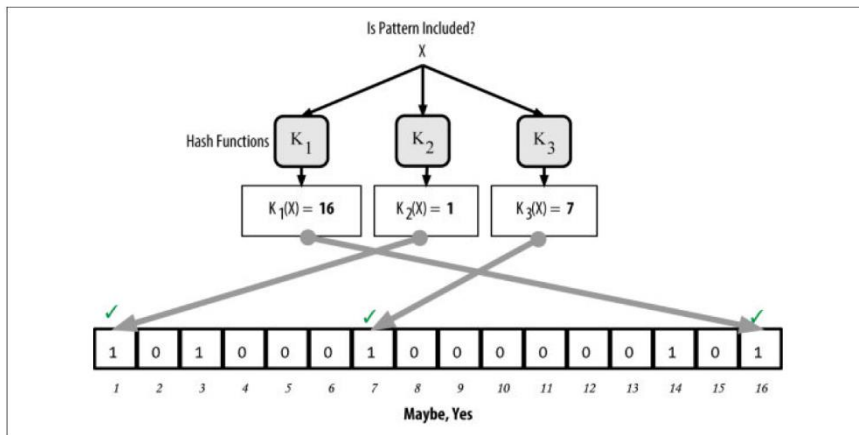 Is Pattern Included?
X
Hash Functions K1 K2 K3
K1(X) = 16 K2(X) = 1 K3(X) = 7
✓ ✓ ✓
1 0 1 0 0 0 1 0 0 0 0 0 0 1 0 1
1 2 3 4 5 6 7 8 9 10 11 12 13 14 15 16
Maybe, Yes